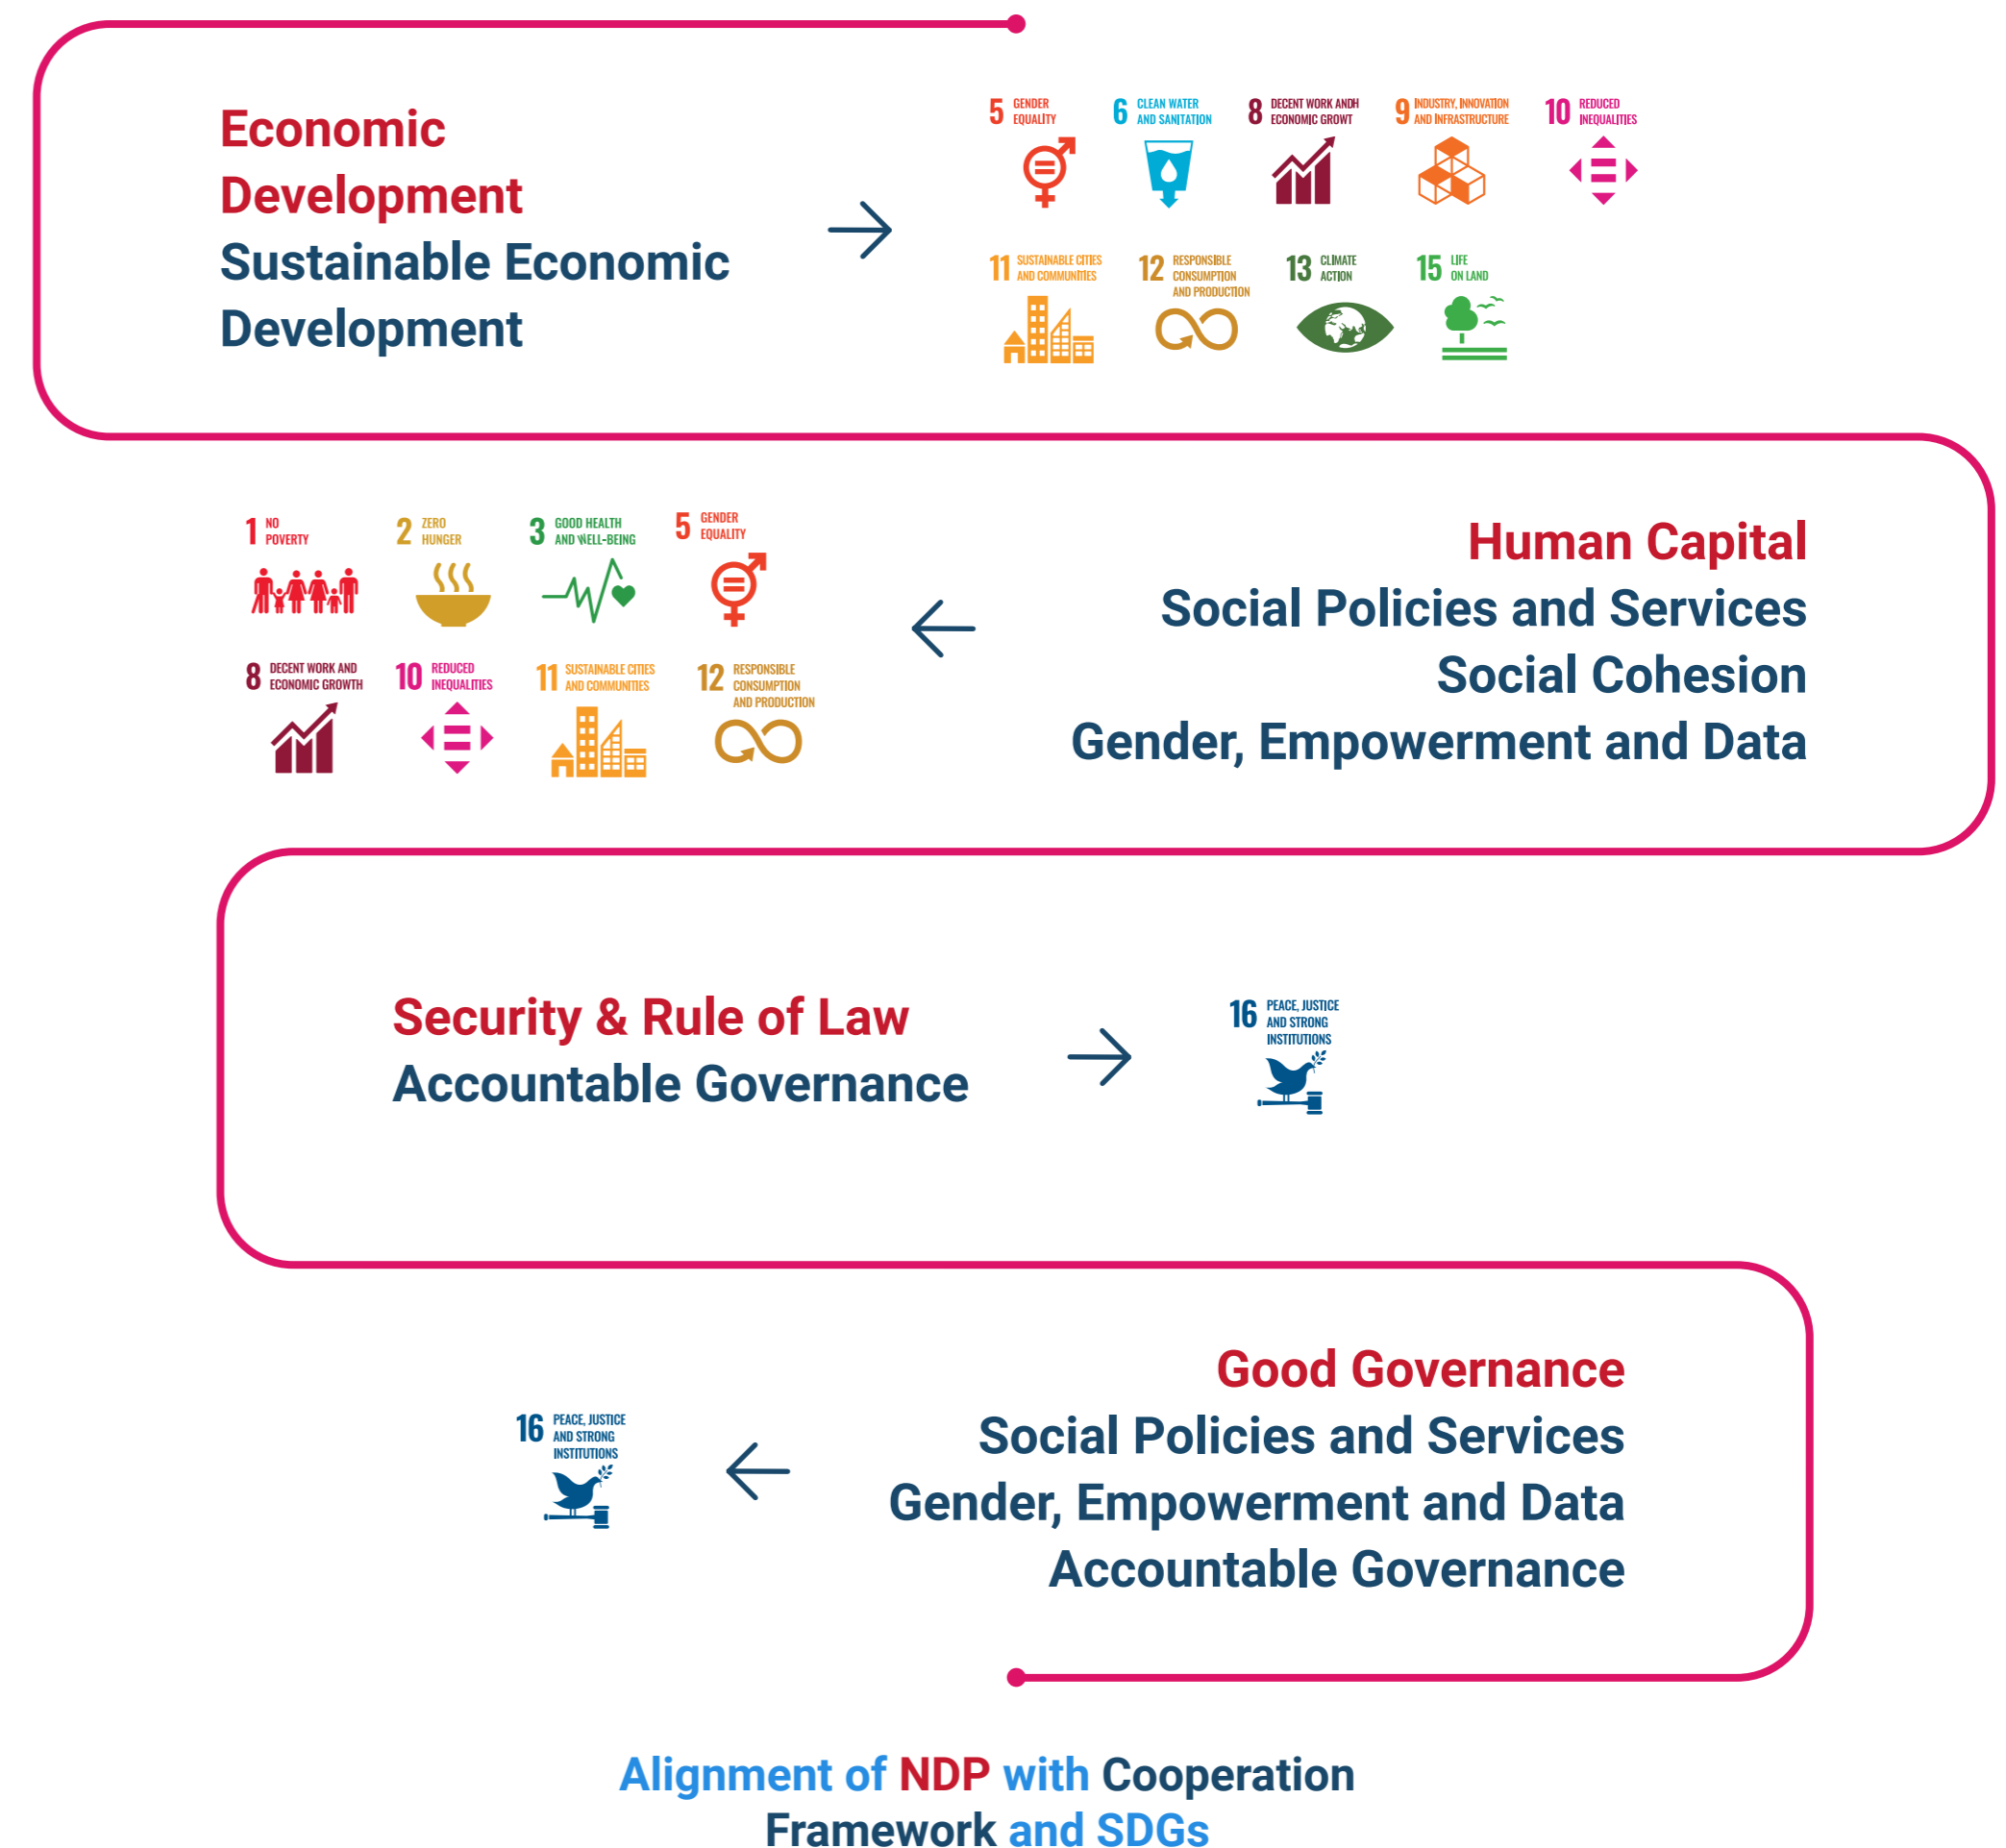 Economic
Development
Sustainable Economic
Development
5 GENDER
EQUALITY
6 CLEAN WATER
AND SANITATION
8 DECENT WORK ANDH
ECONOMIC GROWT
9 INDUSTRY, INNOVATION
AND INFRASTRUCTURE
10 REDUCED
INEQUALITIES
11 SUSTAINABLE CITIES
AND COMMUNITIES
12 RESPONSIBLE
CONSUMPTION
AND PRODUCTION
13 CLIMATE
ACTION
15 LIFE
ON LAND
1 NO
POVERTY
2 ZERO
HUNGER
3 GOOD HEALTH
AND WELL-BEING
5 GENDER
EQUALITY
8 DECENT WORK AND
ECONOMIC GROWTH
10 REDUCED
INEQUALITIES
11 SUSTAINABLE CITIES
AND COMMUNITIES
12 RESPONSIBLE
CONSUMPTION
AND PRODUCTION
Human Capital
Social Policies and Services
Social Cohesion
Gender, Empowerment and Data
Security & Rule of Law
Accountable Governance
16 PEACE, JUSTICE
AND STRONG
INSTITUTIONS
16 PEACE, JUSTICE
AND STRONG
INSTITUTIONS
Good Governance
Social Policies and Services
Gender, Empowerment and Data
Accountable Governance
Alignment of NDP with Cooperation
Framework and SDGs